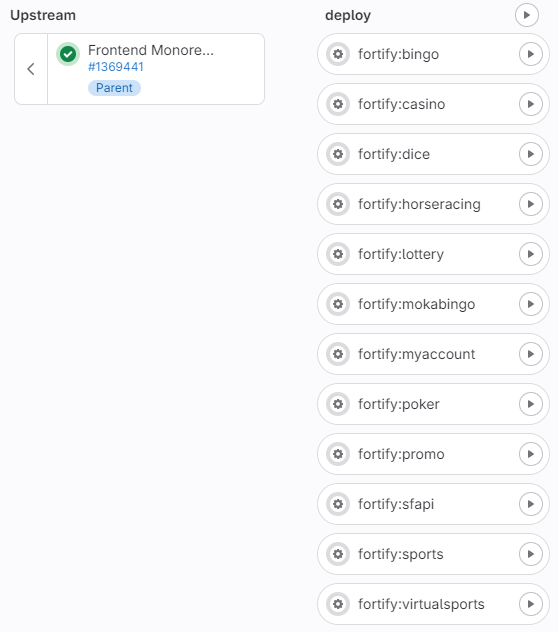 Upstream
Frontend Monore...
#1369441
Parent
deploy
fortify:bingo
fortify:casino
fortify:dice
fortify:horseracing
fortify:lottery
fortify:mokabingo
fortify:myaccount
fortify:poker
fortify:promo
fortify:sfapi
fortify:sports
fortify:virtualsports